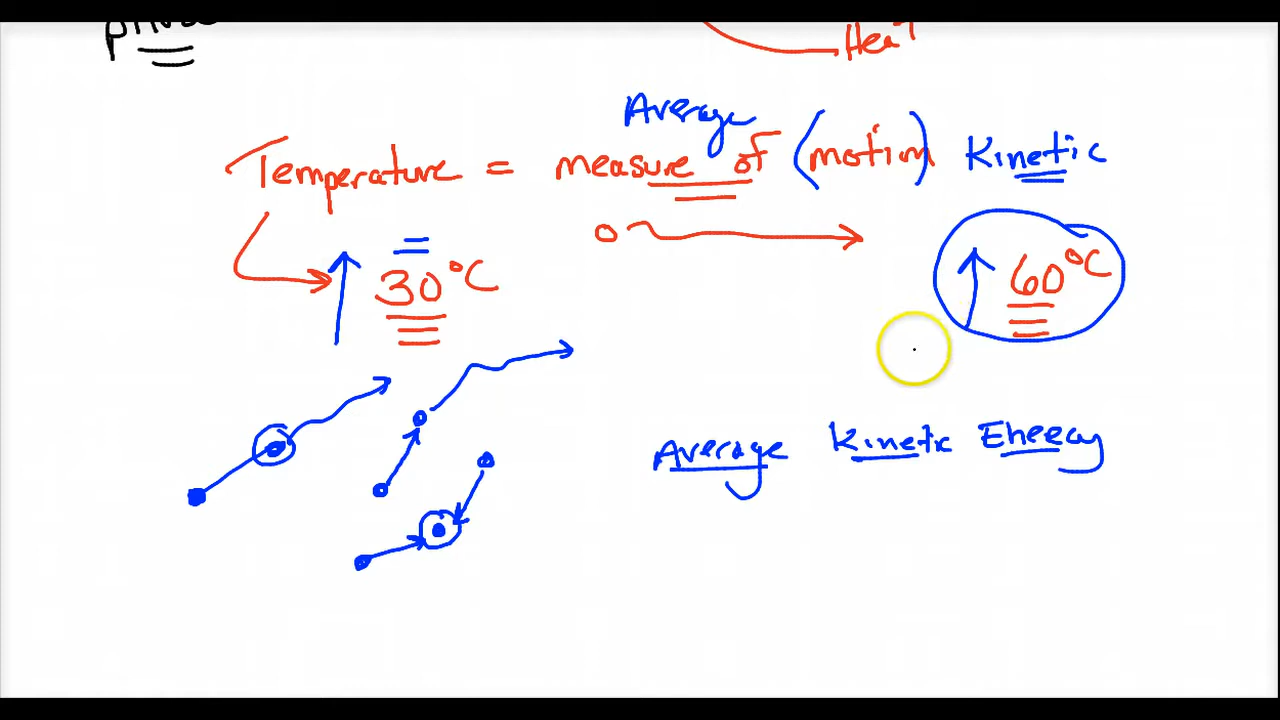 Heat
Average
Temperature = measure of (motion) Kinetic
30°C
60°C
Average Kinetic Energy